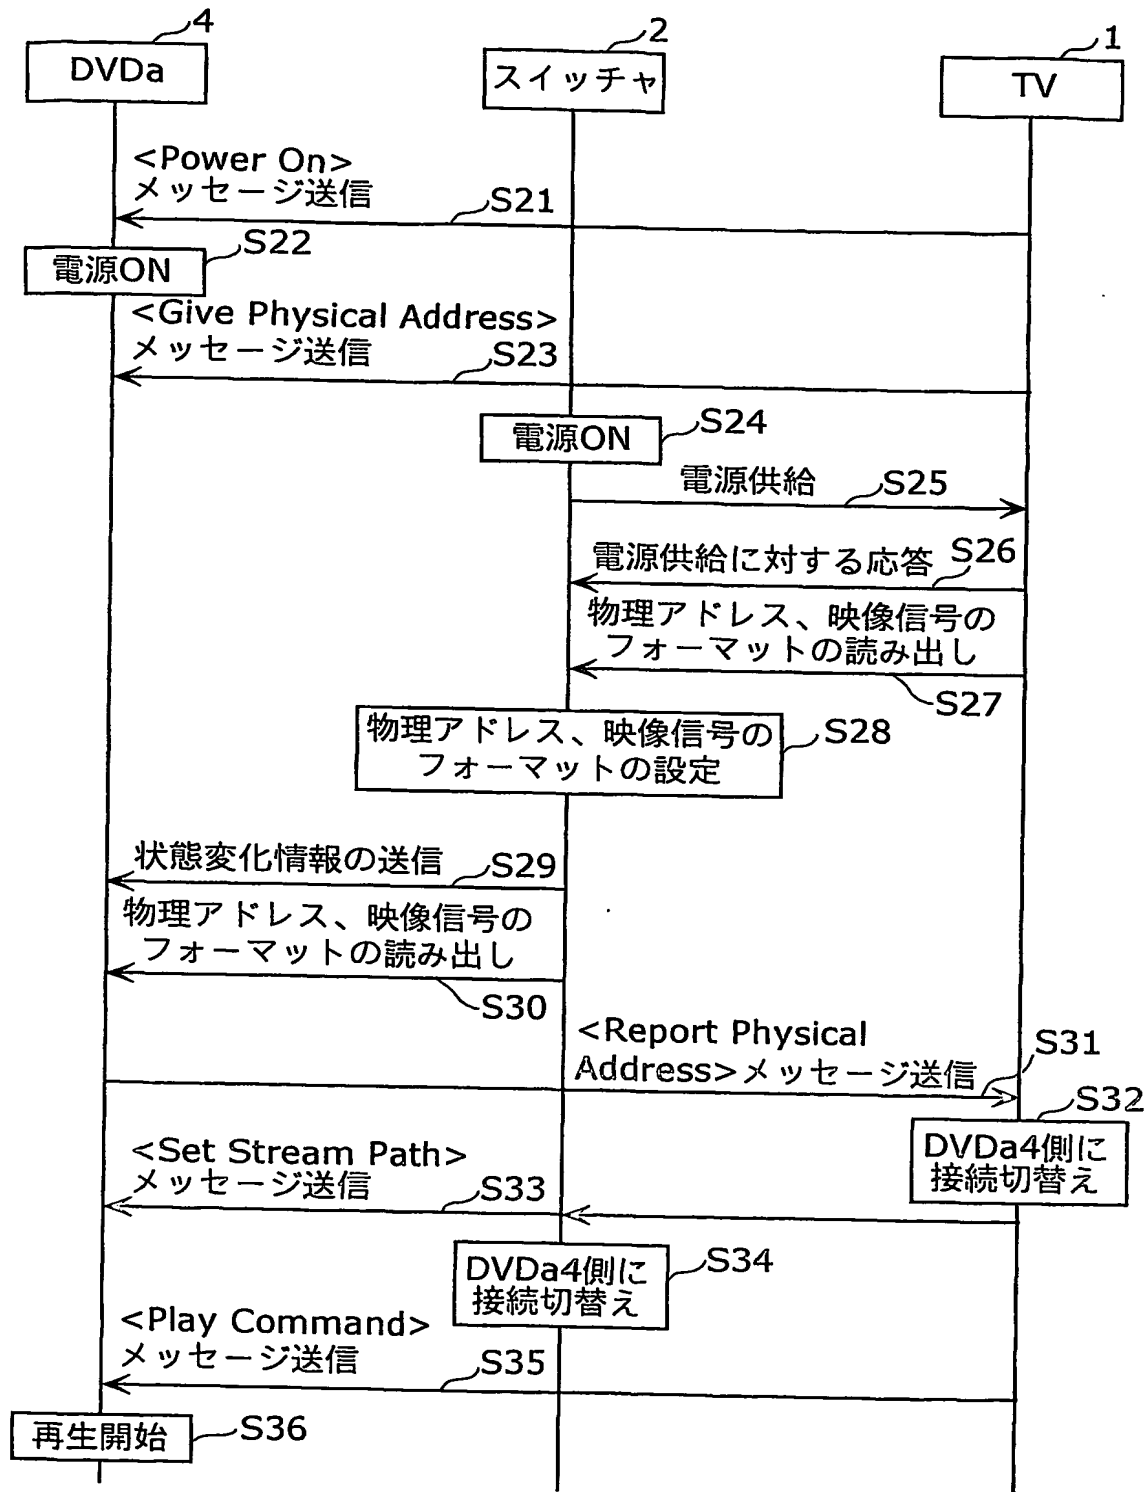 4
DVDa
2
スイッチャ
1
TV
<Power On>
メッセージ送信
S21
電源ON
S22
<Give Physical Address>
メッセージ送信
S23
電源ON
S24
電源供給
S25
電源供給に対する応答
S26
物理アドレス、映像信号の
フォーマットの読み出し
S27
物理アドレス、映像信号の
フォーマットの設定
S28
状態変化情報の送信
S29
物理アドレス、映像信号の
フォーマットの読み出し
S30
<Report Physical
Address>メッセージ送信
S31
DVDa4側に
接続切替え
S32
<Set Stream Path>
メッセージ送信
S33
DVDa4側に
接続切替え
S34
<Play Command>
メッセージ送信
S35
再生開始
S36